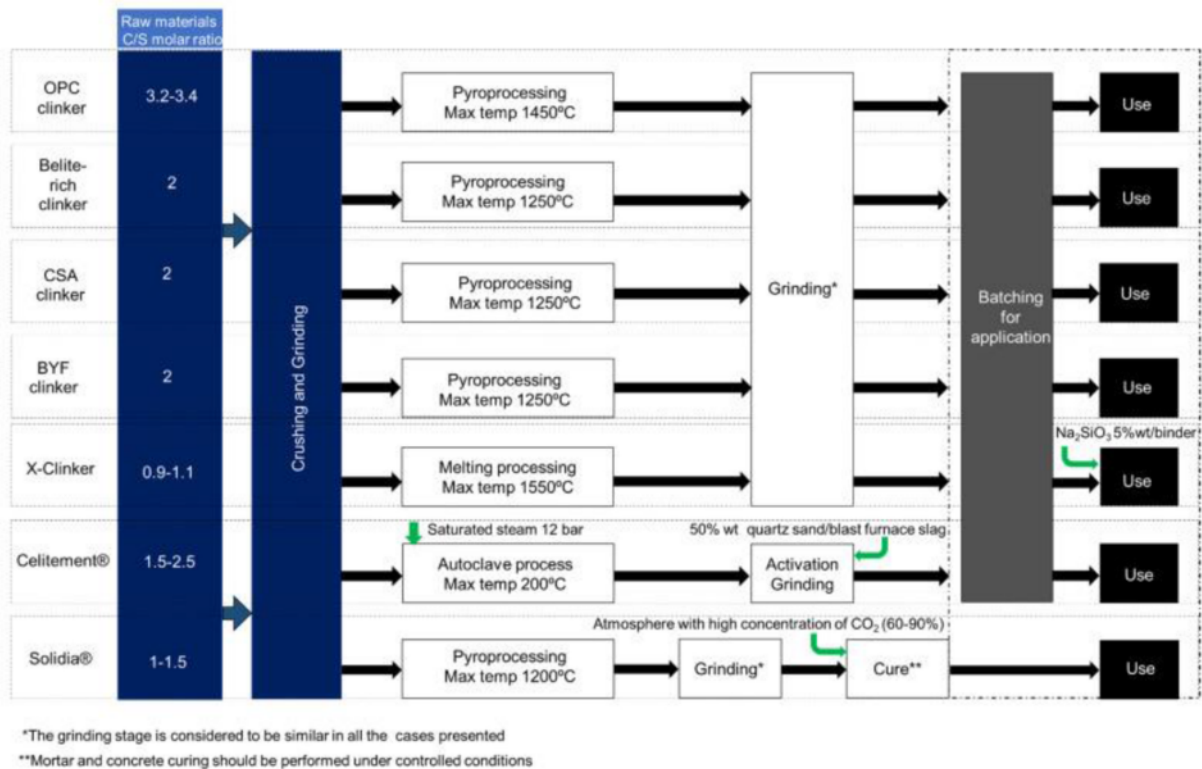 Raw materials
C/S molar ratio
OPC
clinker
3.2-3.4
Pyroprocessing
Max temp 1450ºC
Use
Belite-
rich
clinker
2
Pyroprocessing
Max temp 1250ºC
Use
CSA
clinker
2
Pyroprocessing
Max temp 1250ºC
Use
BYF
clinker
2
Pyroprocessing
Max temp 1250ºC
Use
Crushing and Grinding
Grinding*
Batching
for
application
X-Clinker
0.9-1.1
Melting processing
Max temp 1550ºC
Na₂SiO₃ 5%wt/binder
Use
Celitement®
1.5-2.5
Saturated steam 12 bar
Autoclave process
Max temp 200ºC
50% wt quartz sand/blast furnace slag
Activation
Grinding
Use
Solidia®
1-1.5
Pyroprocessing
Max temp 1200ºC
Grinding*
Atmosphere with high concentration of CO₂ (60-90%)
Cure**
Use
*The grinding stage is considered to be similar in all the cases presented
**Mortar and concrete curing should be performed under controlled conditions